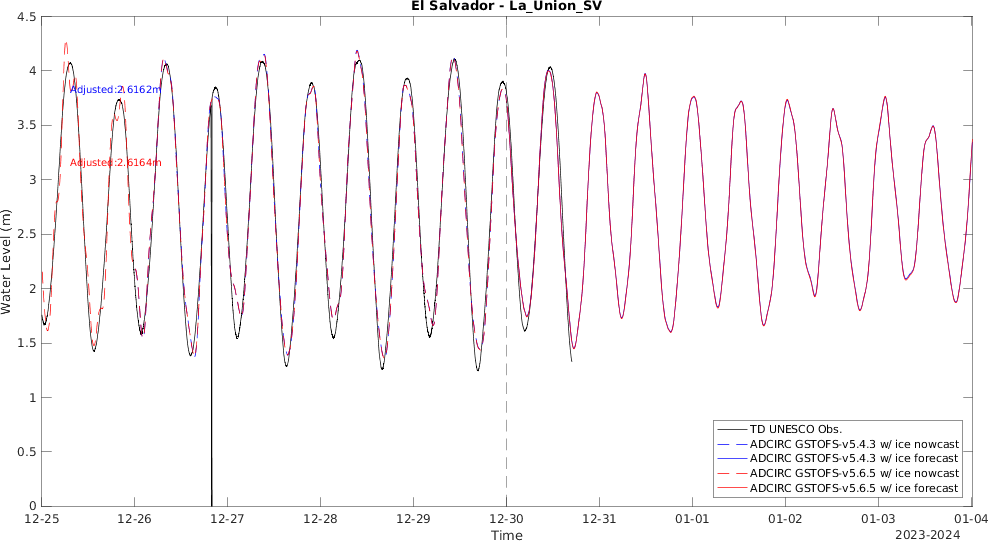 El Salvador - La_Union_SV
4.5
4
3.5
3
2.5
2
1.5
1
0.5
0
Water Level (m)
Adjusted:2.6162m
Adjusted:2.6164m
TD UNESCO Obs.
ADCIRC GSTOFS-v5.4.3 w/ ice nowcast
ADCIRC GSTOFS-v5.4.3 w/ ice forecast
ADCIRC GSTOFS-v5.6.5 w/ ice nowcast
ADCIRC GSTOFS-v5.6.5 w/ ice forecast
12-25 12-26 12-27 12-28 12-29 12-30 12-31 01-01 01-02 01-03 01-04
Time
2023-2024